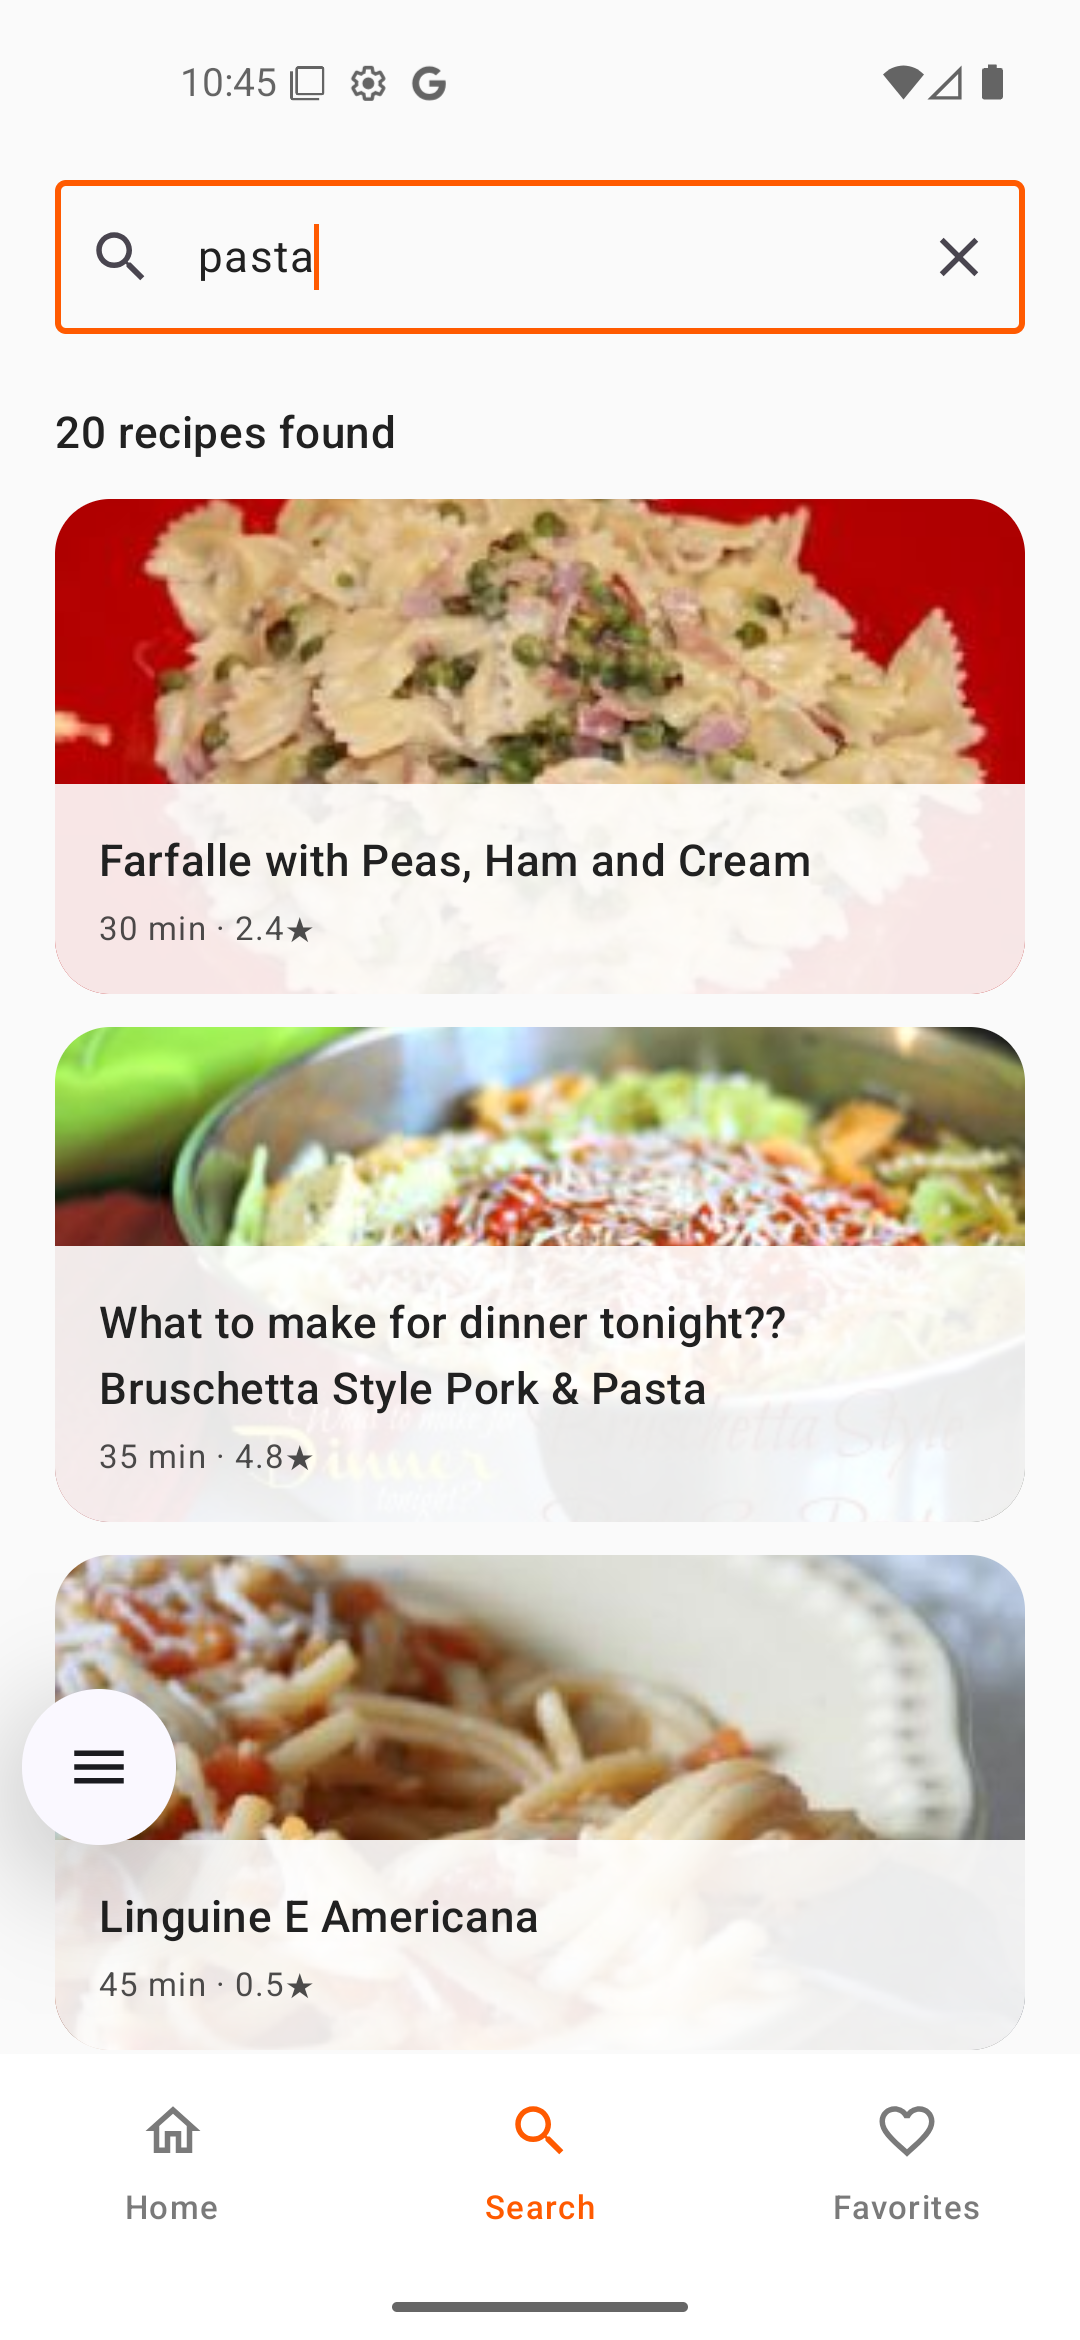 10:45
pasta
20 recipes found
Farfalle with Peas, Ham and Cream
30 min · 2.4★
What to make for dinner tonight??
Bruschetta Style Pork & Pasta
35 min · 4.8★
Dinner
tonight?
Linguine E Americana
45 min · 0.5★
Home
Search
Favorites